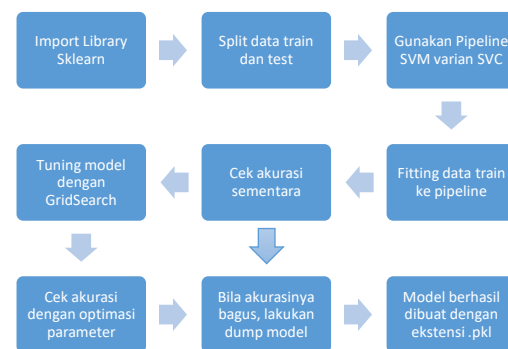 Import Library
Sklearn
Split data train
dan test
Gunakan Pipeline
SVM varian SVC
Fitting data train
ke pipeline
Cek akurasi
sementara
Tuning model
dengan
GridSearch
Cek akurasi
dengan optimasi
parameter
Bila akurasinya
bagus, lakukan
dump model
Model berhasil
dibuat dengan
ekstensi .pkl